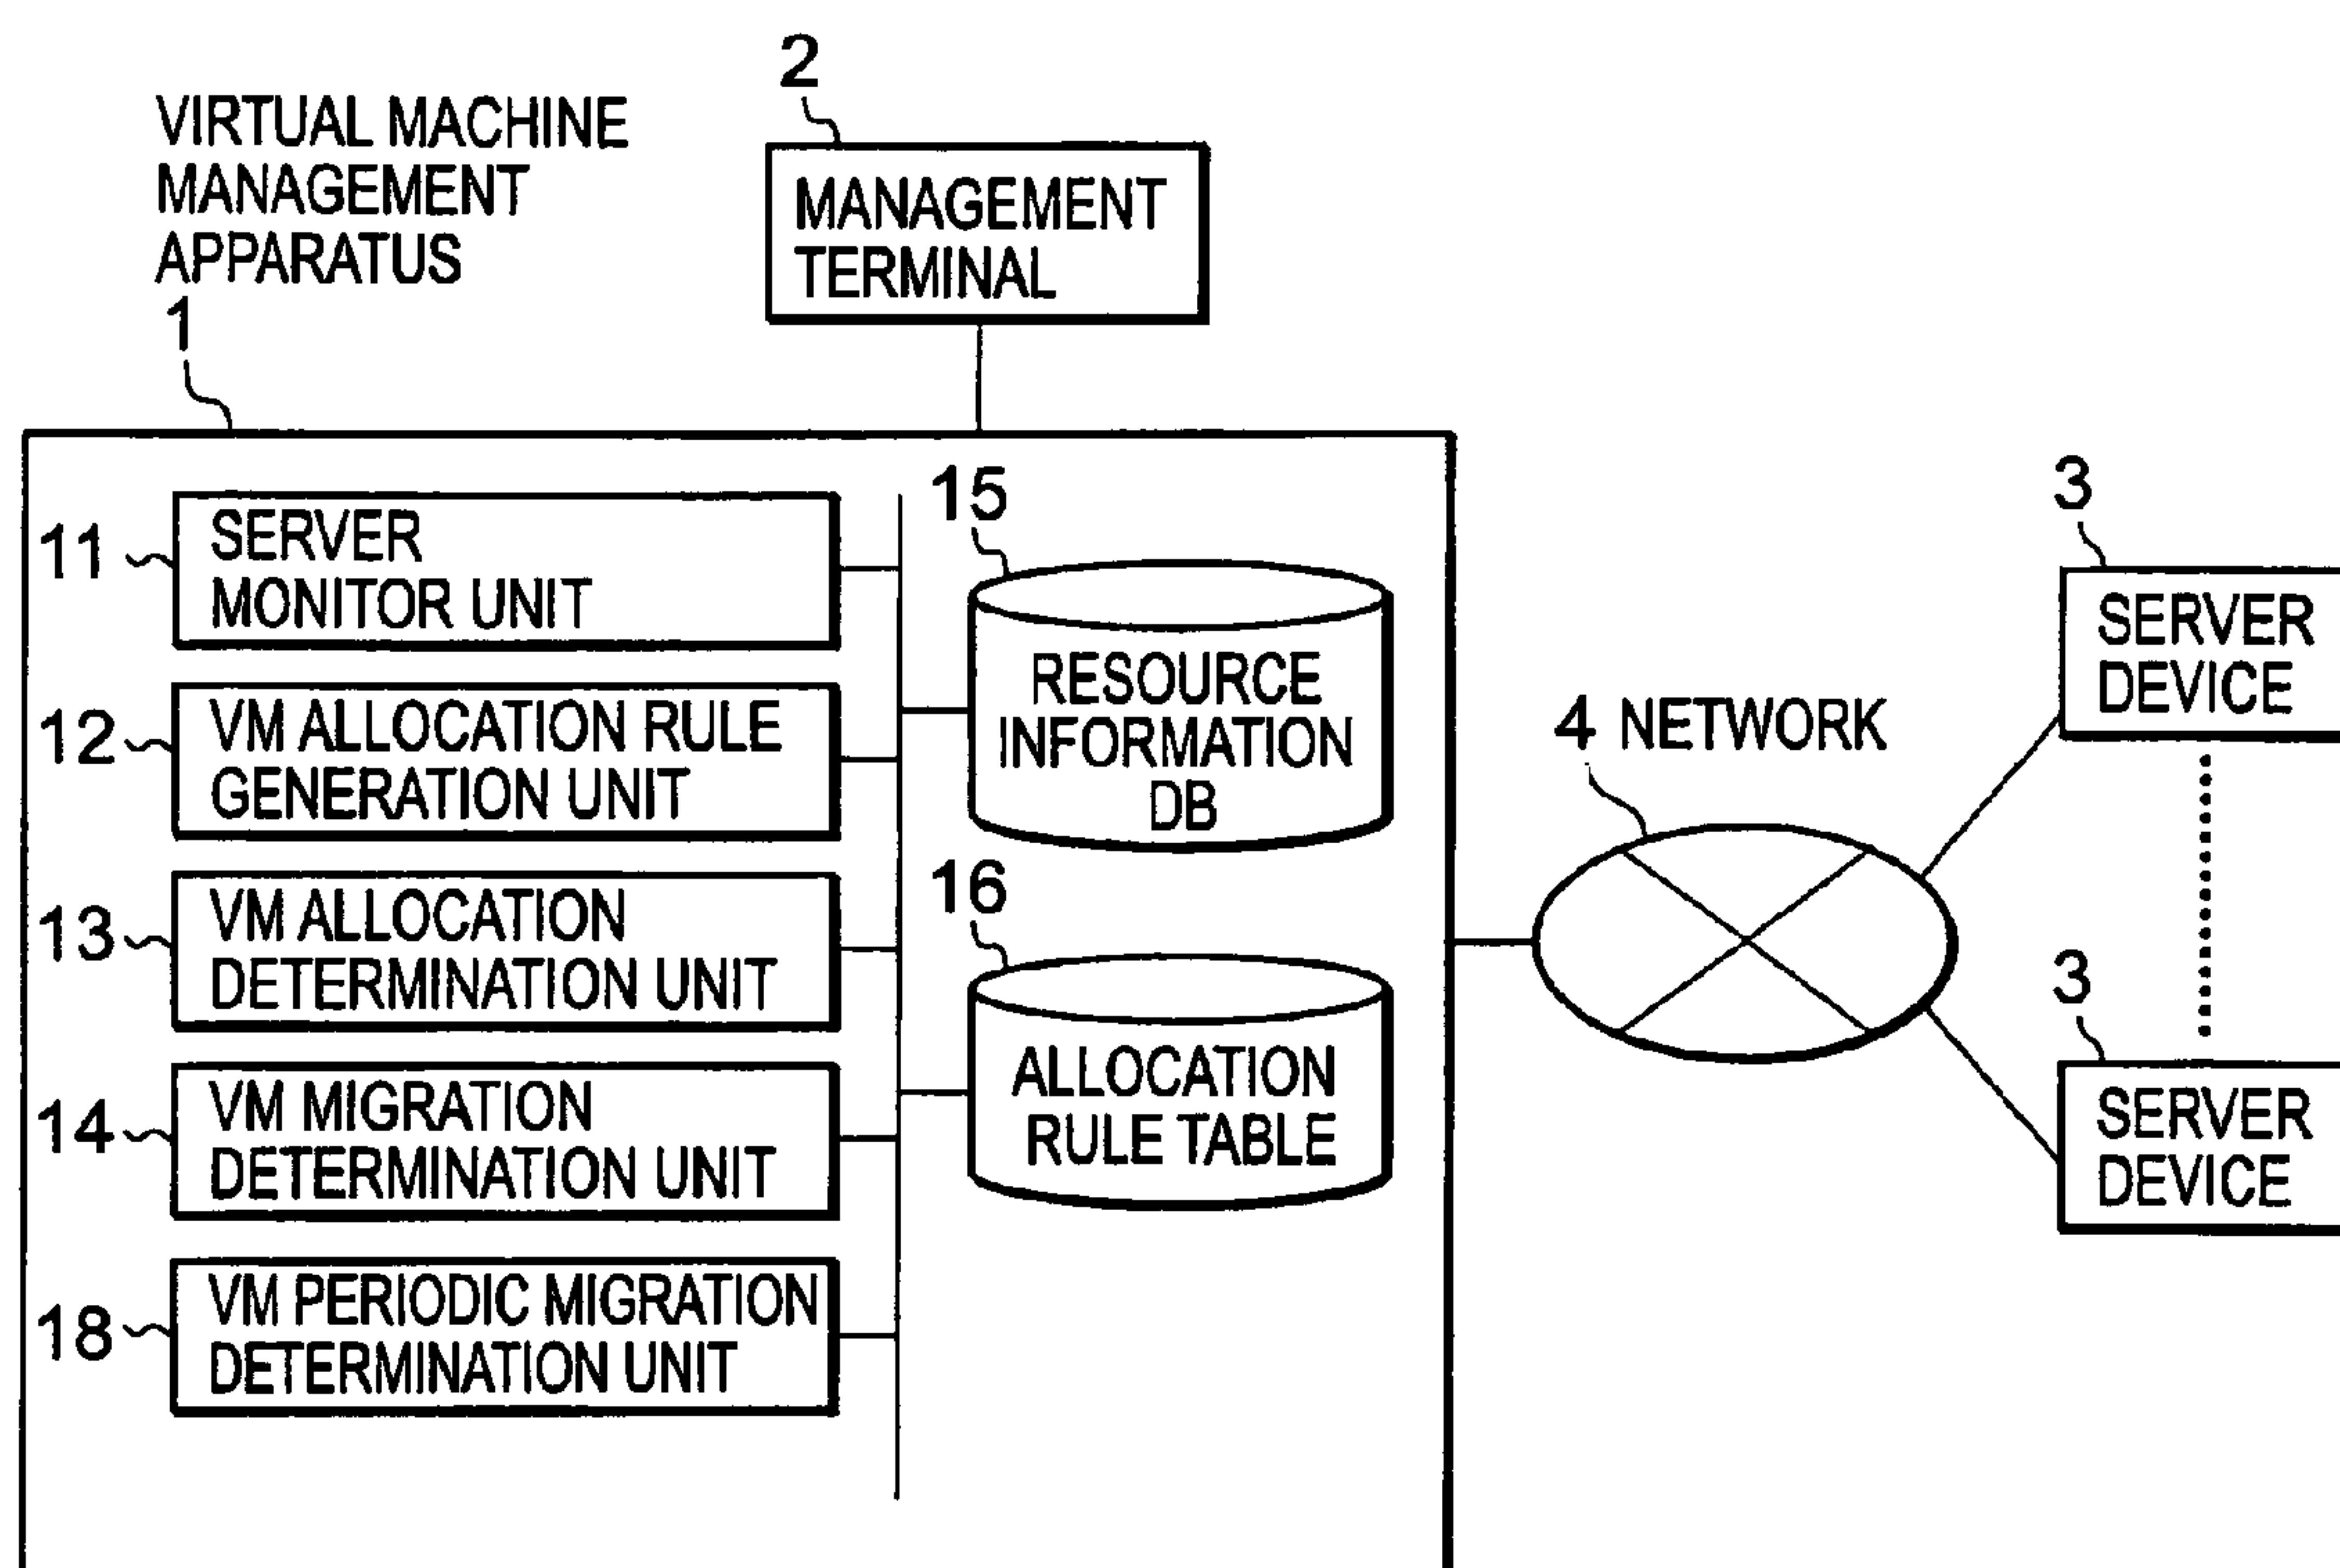 2
VIRTUAL MACHINE
MANAGEMENT
APPARATUS
1
MANAGEMENT
TERMINAL
11
SERVER
MONITOR UNIT
12
VM ALLOCATION RULE
GENERATION UNIT
13
VM ALLOCATION
DETERMINATION UNIT
14
VM MIGRATION
DETERMINATION UNIT
18
VM PERIODIC MIGRATION
DETERMINATION UNIT
15
RESOURCE
INFORMATION
DB
16
ALLOCATION
RULE TABLE
4 NETWORK
3
SERVER
DEVICE
3
SERVER
DEVICE